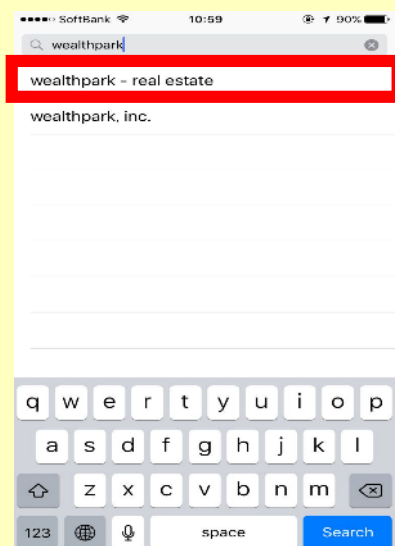 SoftBank 10:59 90%
wealthpark
wealthpark - real estate
wealthpark, inc.
q w e r t y u i o p
a s d f g h j k l
z x c v b n m
123 space Search